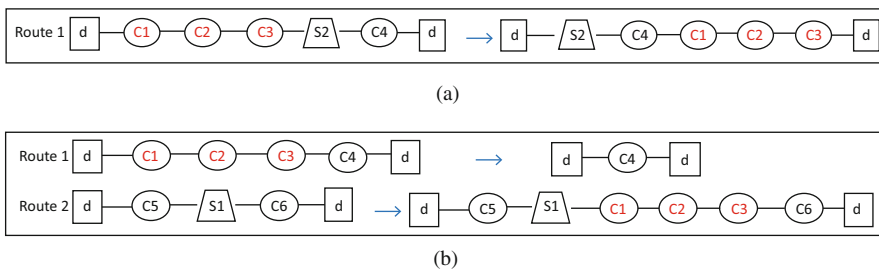 Route 1 d C1 C2 C3 S2 C4 d → d S2 C4 C1 C2 C3 d
(a)
Route 1 d C1 C2 C3 C4 d → d C4 d
Route 2 d C5 S1 C6 d → d C5 S1 C1 C2 C3 C6 d
(b)